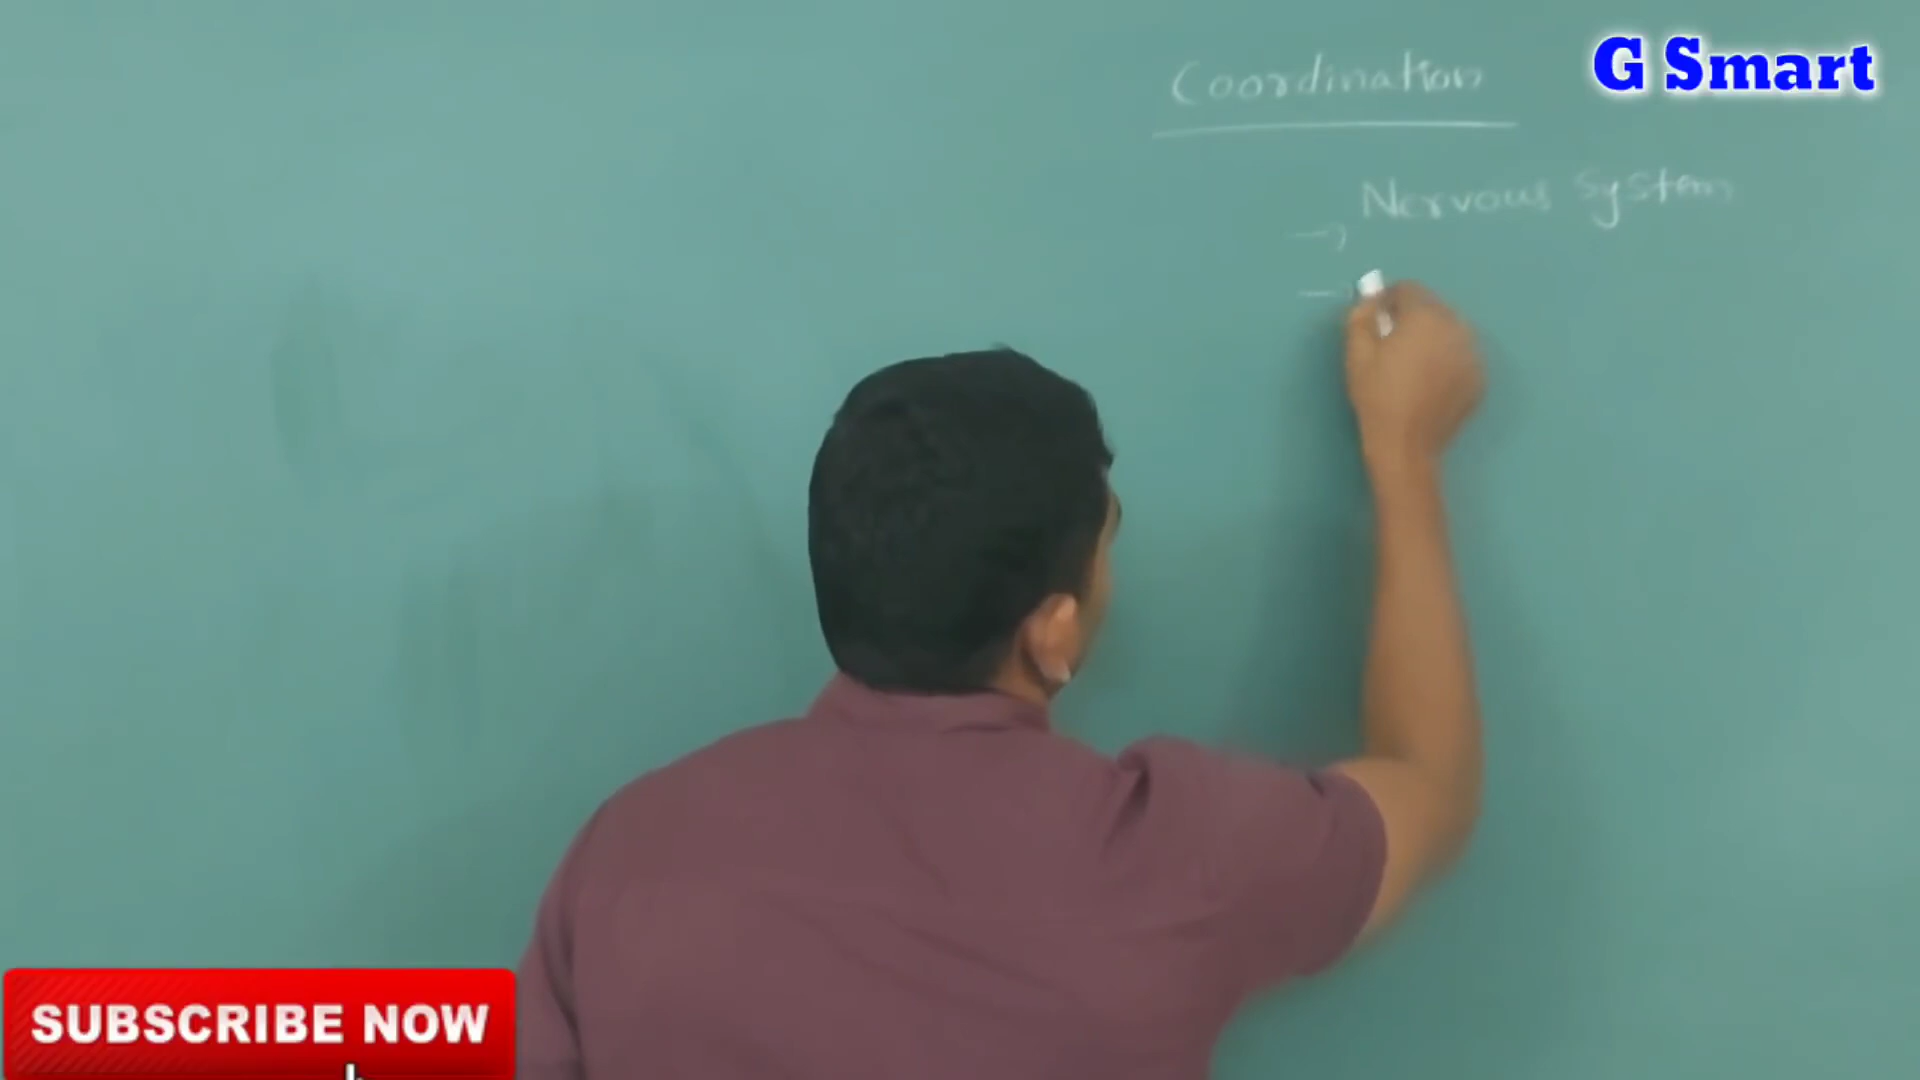 G Smart
Coordination
→ Nervous System
→
SUBSCRIBE NOW